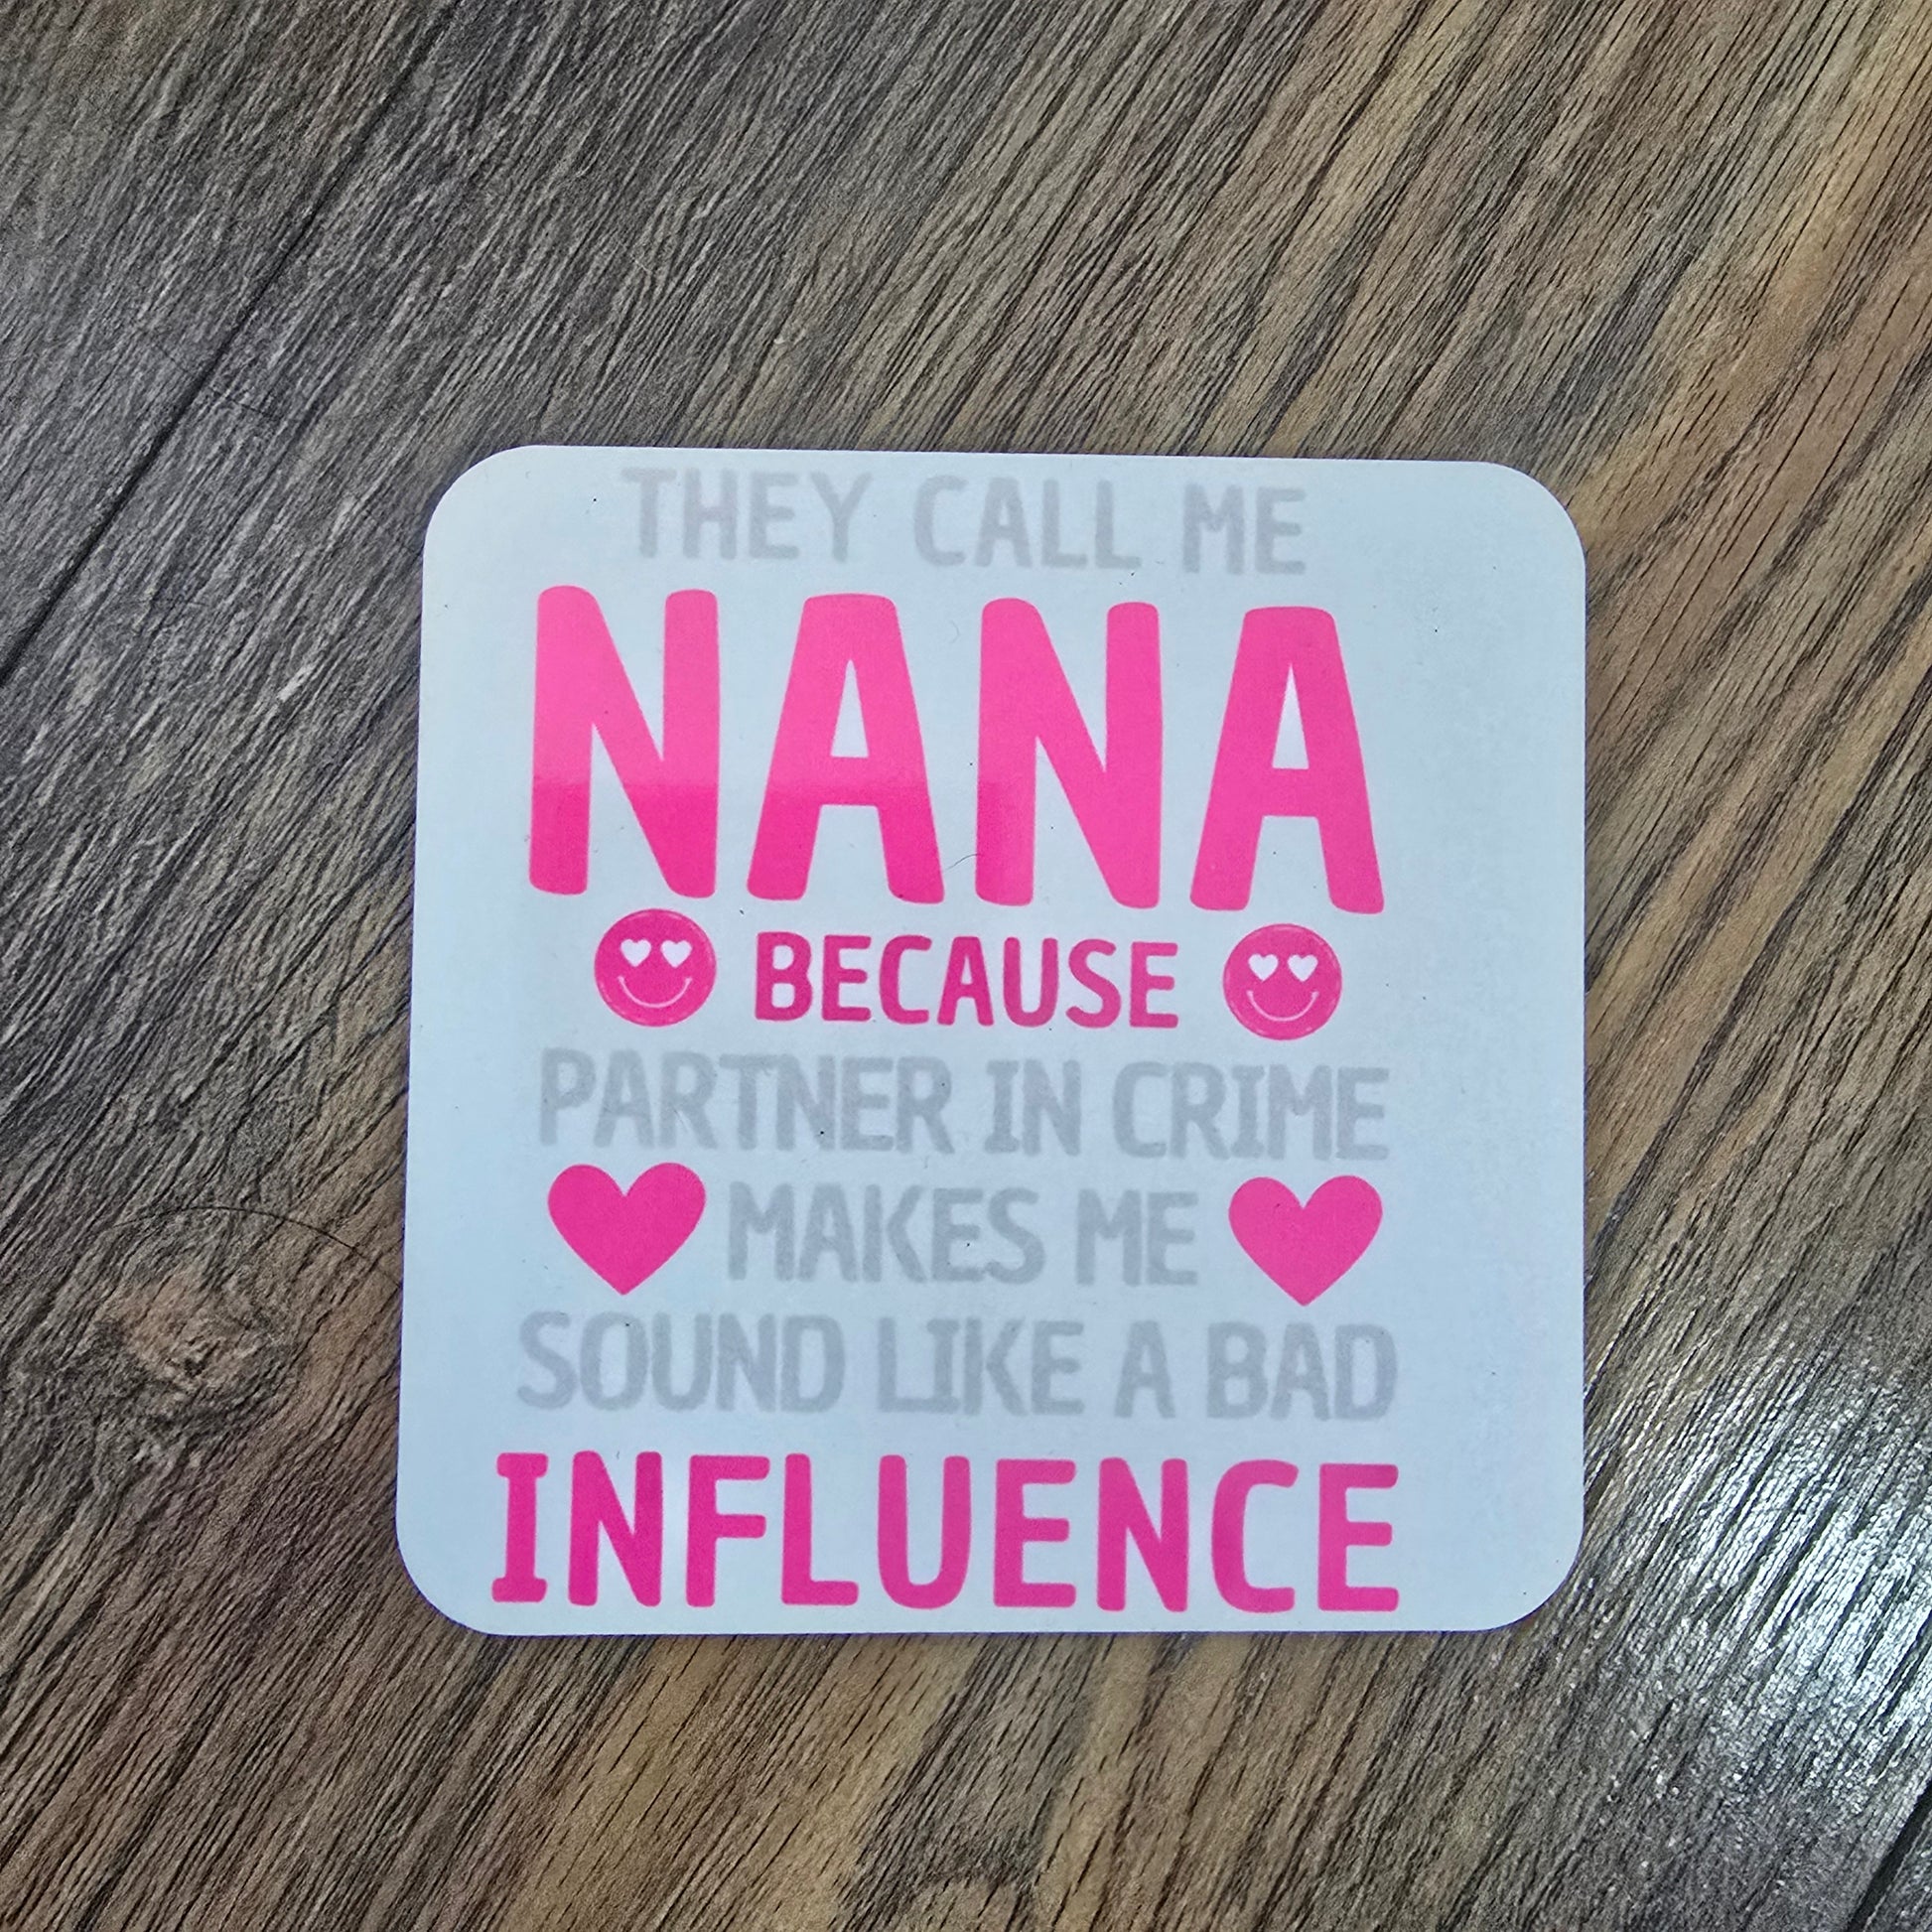 THEY CALL ME
NANA
BECAUSE
PARTNER IN CRIME
MAKES ME
SOUND LIKE A BAD
INFLUENCE